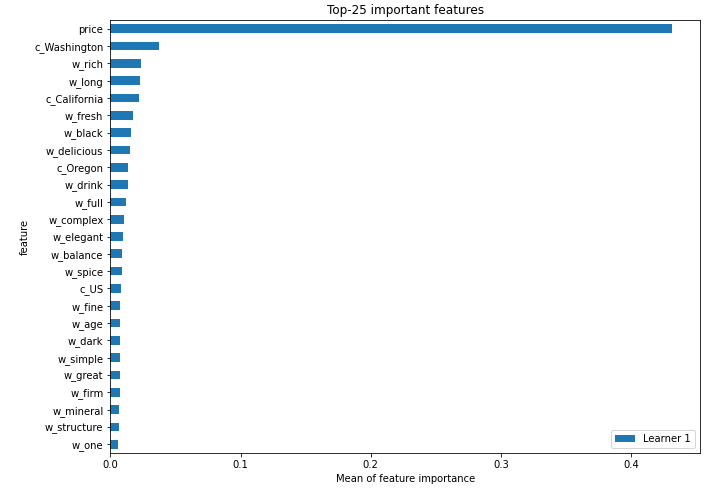 Top-25 important features
price
c_Washington
w_rich
w_long
c_California
w_fresh
w_black
w_delicious
c_Oregon
w_drink
w_full
w_complex
w_elegant
w_balance
w_spice
c_US
w_fine
w_age
w_dark
w_simple
w_great
w_firm
w_mineral
w_structure
w_one
feature
Learner 1
0.0 0.1 0.2 0.3 0.4
Mean of feature importance